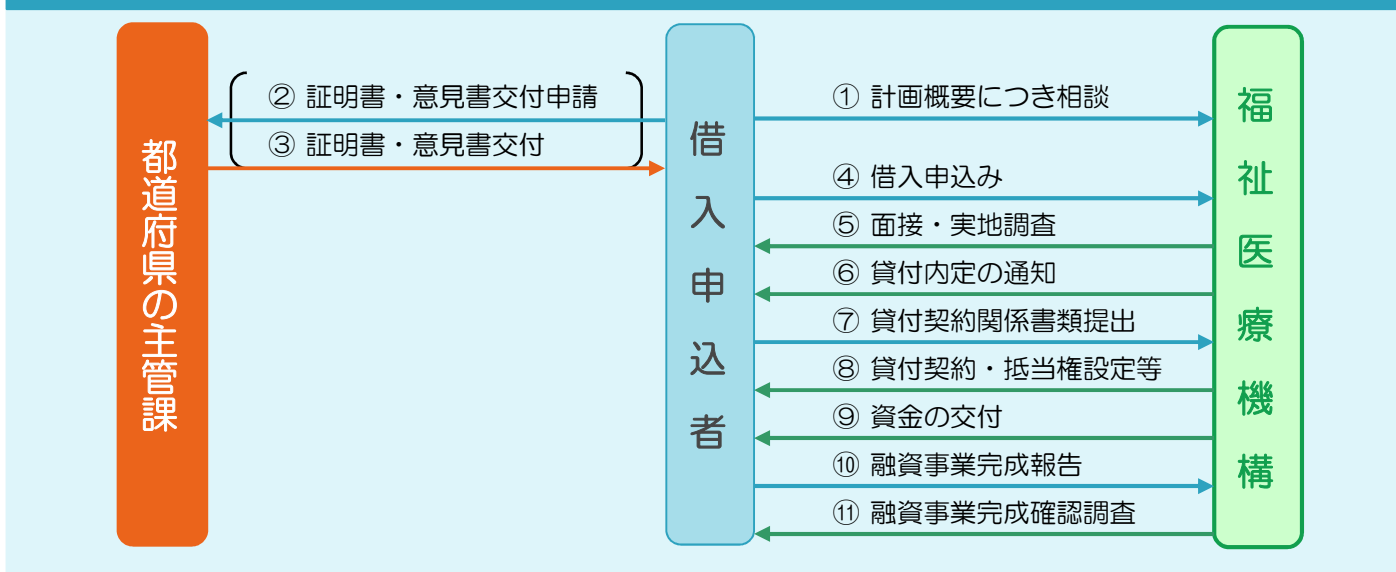 都道府県の主管課
② 証明書・意見書交付申請
③ 証明書・意見書交付
借入申込者
① 計画概要につき相談
④ 借入申込み
⑤ 面接・実地調査
⑥ 貸付内定の通知
⑦ 貸付契約関係書類提出
⑧ 貸付契約・抵当権設定等
⑨ 資金の交付
⑩ 融資事業完成報告
⑪ 融資事業完成確認調査
福祉医療機構